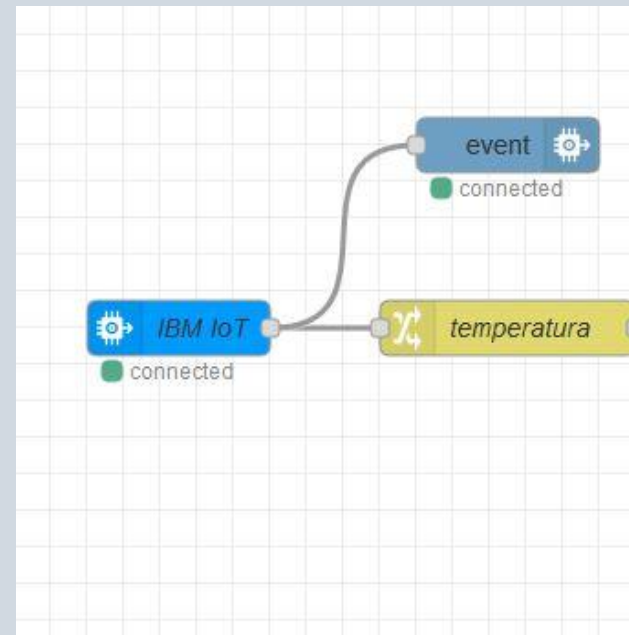 event
connected
IBM IoT
temperatura
connected